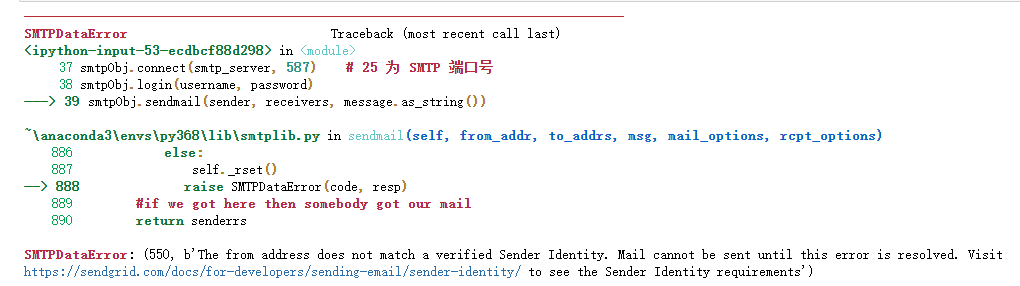 SMTPDataError Traceback (most recent call last)
<ipython-input-53-ecdbcf88d298> in <module>
37 smtpObj.connect(smtp_server, 587) # 25 为 SMTP 端口号
38 smtpObj.login(username, password)
---> 39 smtpObj.sendmail(sender, receivers, message.as_string())
~\anaconda3\envs\py368\lib\smtplib.py in sendmail(self, from_addr, to_addrs, msg, mail_options, rcpt_options)
886 else:
887 self._rset()
--> 888 raise SMTPDataError(code, resp)
889 #if we got here then somebody got our mail
890 return senderrs
SMTPDataError: (550, b'The from address does not match a verified Sender Identity. Mail cannot be sent until this error is resolved. Visit
https://sendgrid.com/docs/for-developers/sending-email/sender-identity/ to see the Sender Identity requirements')